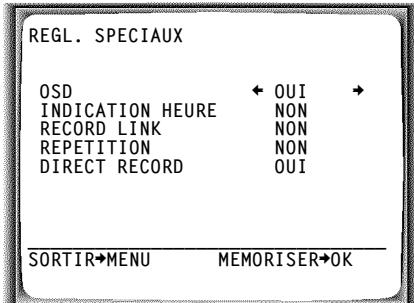 REGL. SPECIAUX
OSD ← OUI →
INDICATION HEURE NON
RECORD LINK NON
REPETITION NON
DIRECT RECORD OUI
SORTIR→MENU MEMORISER→OK